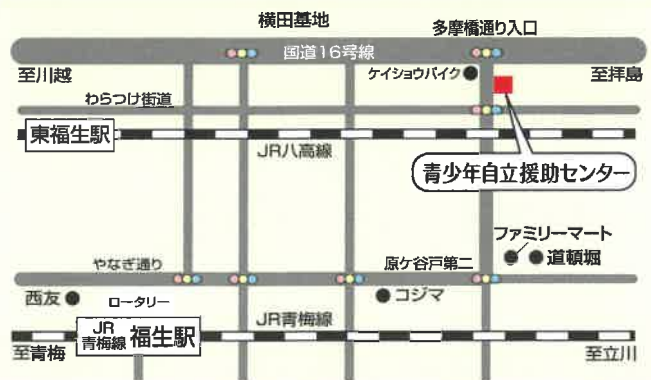 横田基地
多摩橋通り入口
国道16号線
至川越
ケイショウバイク
至拝島
わらつけ街道
東福生駅
JR八高線
青少年自立援助センター
ファミリーマート
道頓堀
やなぎ通り
原ケ谷戸第二
西友
ロータリー
コジマ
JR
青梅線
福生駅
JR青梅線
至青梅
至立川